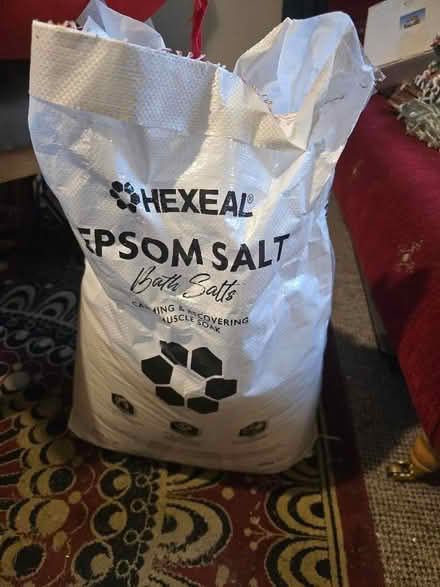 HEXEAL®
EPSOM SALT
Bath Salts
CALMING & RECOVERING
MUSCLE SOAK